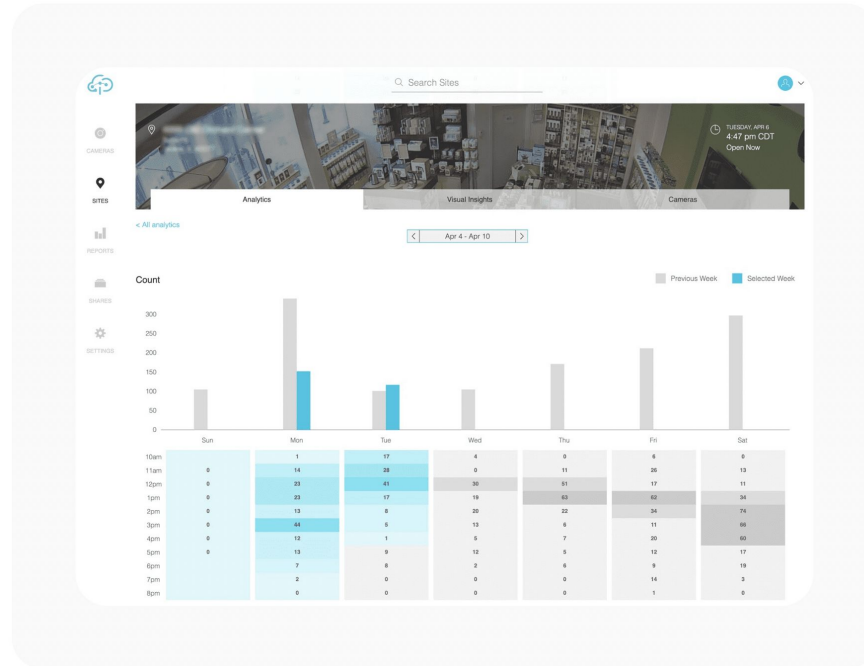 Search Sites
TUESDAY, APR 6
4:47 pm CDT
Open Now
CAMERAS
SITES
REPORTS
SHARES
SETTINGS
Analytics
Visual Insights
Cameras
< All analytics
< Apr 4 - Apr 10 >
Count
Previous Week
Selected Week
300
250
200
150
100
50
0
Sun Mon Tue Wed Thu Fri Sat
10am 1 17 4 0 6 0
11am 0 14 28 0 11 26 13
12pm 0 23 41 30 51 17 11
1pm 0 23 17 19 53 52 34
2pm 0 13 8 20 22 34 74
3pm 0 44 5 13 6 11 68
4pm 0 12 1 5 7 20 60
5pm 0 13 9 12 5 12 17
6pm 7 8 2 6 9 19
7pm 2 0 0 0 14 3
8pm 0 0 0 0 1 0